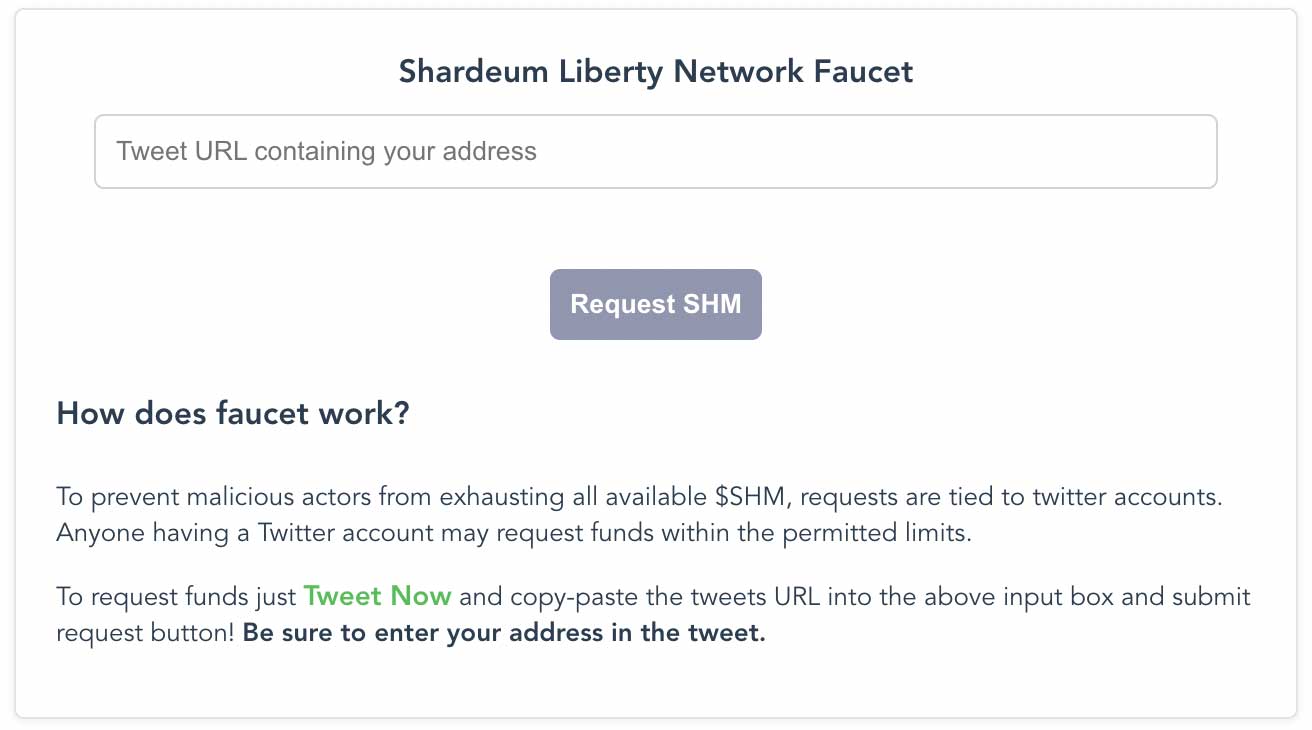 Shardeum Liberty Network Faucet
Tweet URL containing your address
Request SHM
How does faucet work?
To prevent malicious actors from exhausting all available $SHM, requests are tied to twitter accounts.
Anyone having a Twitter account may request funds within the permitted limits.
To request funds just Tweet Now and copy-paste the tweets URL into the above input box and submit
request button! Be sure to enter your address in the tweet.